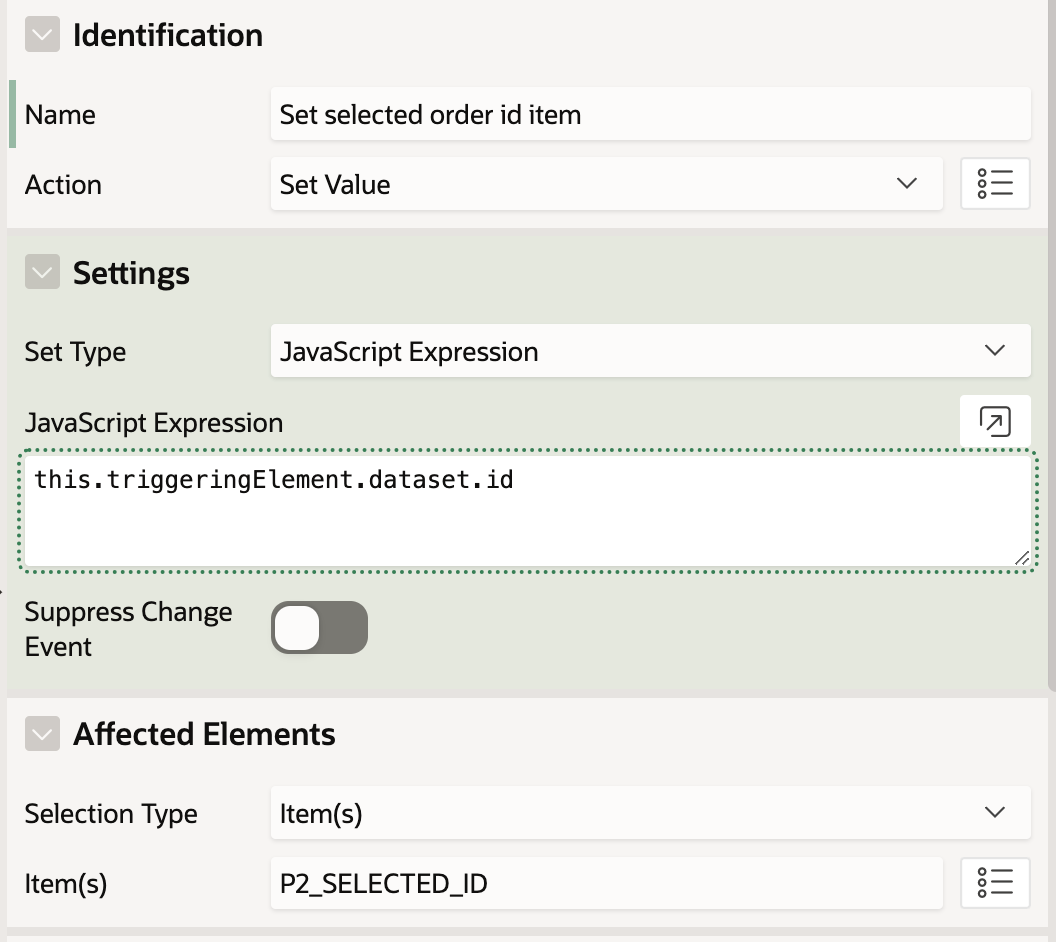 Identification
Name
Set selected order id item
Action
Set Value
Settings
Set Type
JavaScript Expression
JavaScript Expression
this.triggeringElement.dataset.id
Suppress Change
Event
Affected Elements
Selection Type
Item(s)
Item(s)
P2_SELECTED_ID